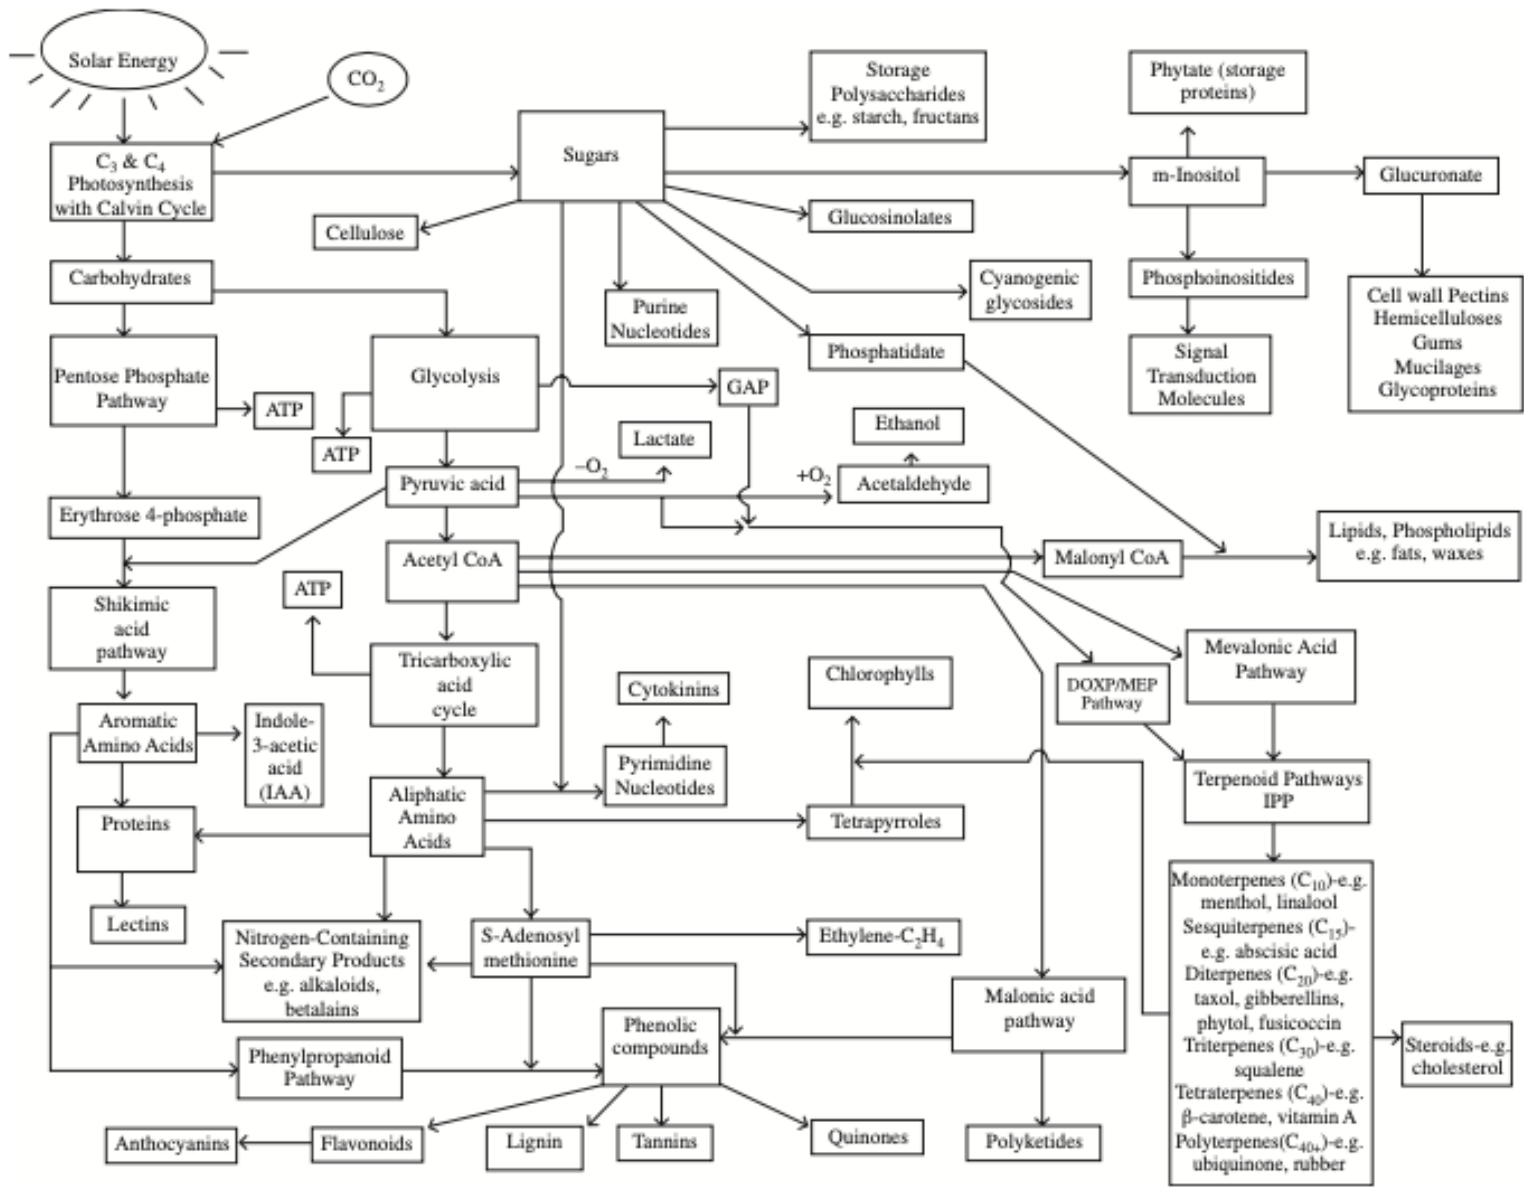 Solar Energy
CO₂
C₃ & C₄
Photosynthesis
with Calvin Cycle
Sugars
Storage
Polysaccharides
e.g. starch, fructans
Phytate (storage
proteins)
m-Inositol
Glucuronate
Cellulose
Glucosinolates
Carbohydrates
Purine
Nucleotides
Cyanogenic
glycosides
Phosphoinositides
Cell wall Pectins
Hemicelluloses
Gums
Mucilages
Glycoproteins
Phosphatidate
Signal
Transduction
Molecules
Pentose Phosphate
Pathway
ATP
Glycolysis
ATP
GAP
Lactate
Ethanol
Pyruvic acid
–O₂
+O₂
Acetaldehyde
Erythrose 4-phosphate
Acetyl CoA
Malonyl CoA
Lipids, Phospholipids
e.g. fats, waxes
ATP
Shikimic
acid
pathway
Tricarboxylic
acid
cycle
Cytokinins
Chlorophylls
DOXP/MEP
Pathway
Mevalonic Acid
Pathway
Aromatic
Amino Acids
Indole-
3-acetic
acid
(IAA)
Pyrimidine
Nucleotides
Terpenoid Pathways
IPP
Proteins
Aliphatic
Amino
Acids
Tetrapyrroles
Lectins
Nitrogen-Containing
Secondary Products
e.g. alkaloids,
betalains
S-Adenosyl
methionine
Ethylene-C₂H₄
Monoterpenes (C₁₀)-e.g.
menthol, linalool
Sesquiterpenes (C₁₅)-
e.g. abscisic acid
Diterpenes (C₂₀)-e.g.
taxol, gibberellins,
phytol, fusicoccin
Triterpenes (C₃₀)-e.g.
squalene
Tetraterpenes (C₄₀)-e.g.
β-carotene, vitamin A
Polyterpenes(C₄₀₊)-e.g.
ubiquinone, rubber
Steroids-e.g.
cholesterol
Phenylpropanoid
Pathway
Phenolic
compounds
Malonic acid
pathway
Anthocyanins
Flavonoids
Lignin
Tannins
Quinones
Polyketides